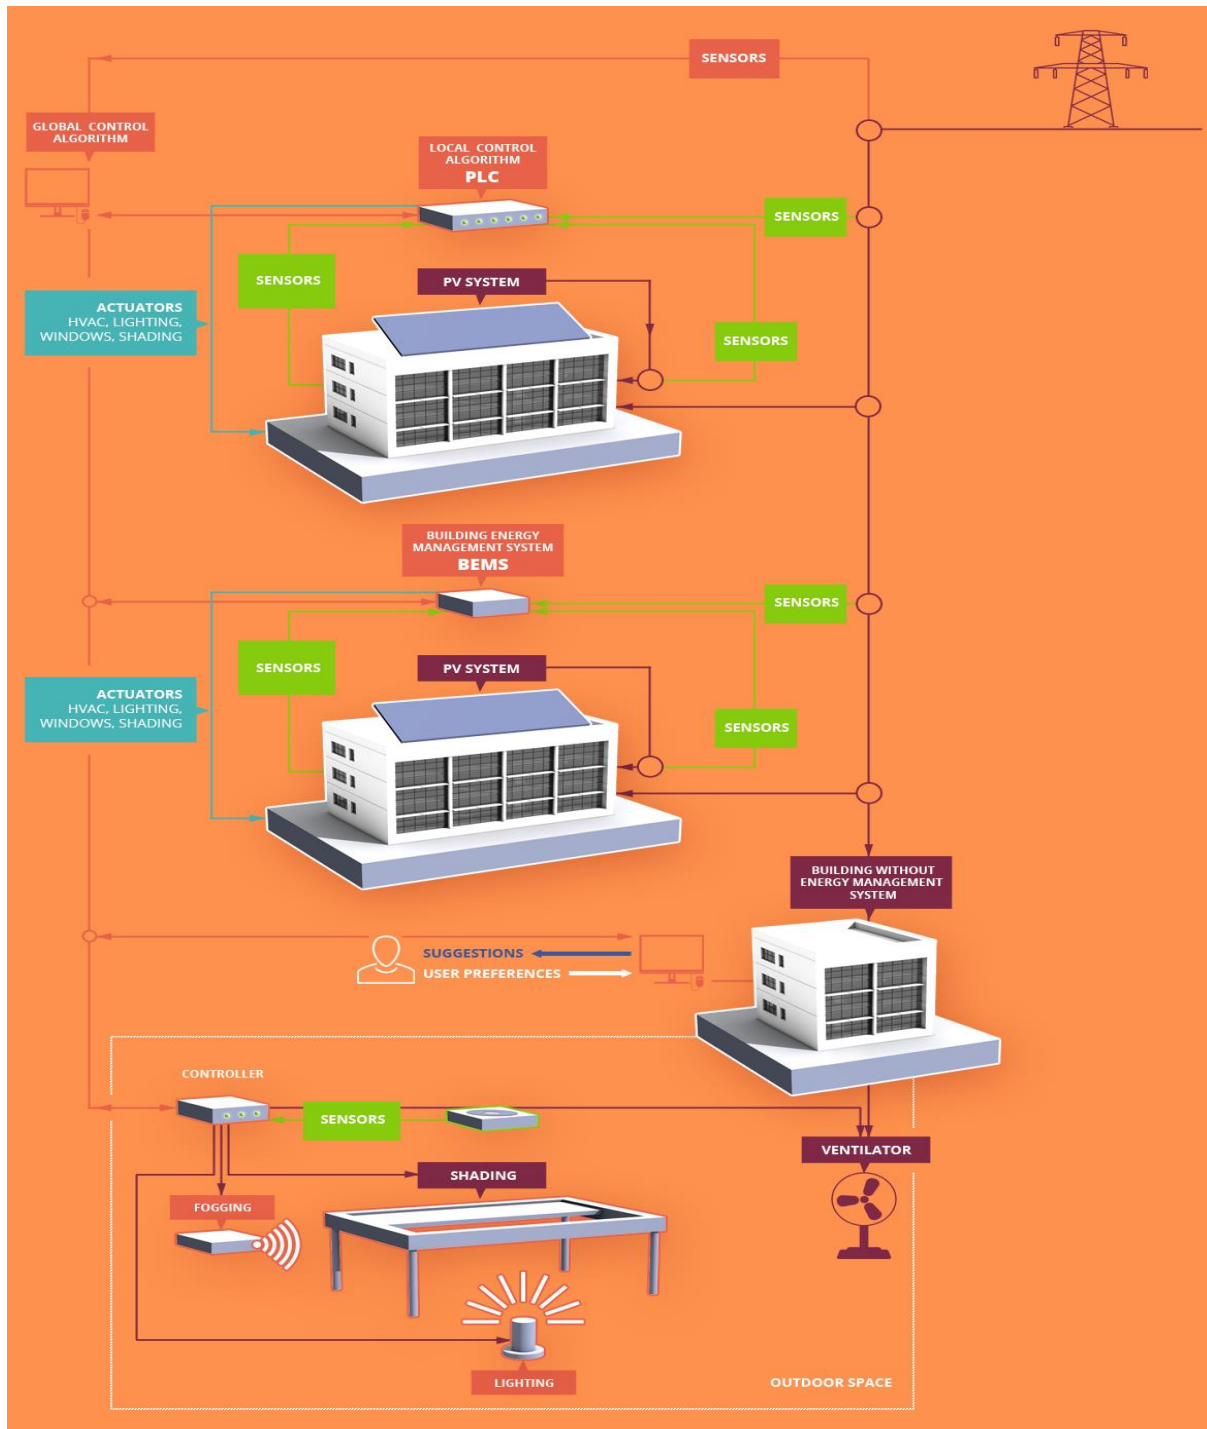 SENSORS
GLOBAL CONTROL
ALGORITHM
LOCAL CONTROL
ALGORITHM
PLC
SENSORS
SENSORS
PV SYSTEM
ACTUATORS
HVAC, LIGHTING,
WINDOWS, SHADING
SENSORS
BUILDING ENERGY
MANAGEMENT SYSTEM
BEMS
SENSORS
SENSORS
PV SYSTEM
ACTUATORS
HVAC, LIGHTING,
WINDOWS, SHADING
SENSORS
BUILDING WITHOUT
ENERGY MANAGEMENT
SYSTEM
SUGGESTIONS
USER PREFERENCES
CONTROLLER
SENSORS
VENTILATOR
SHADING
FOGGING
LIGHTING
OUTDOOR SPACE